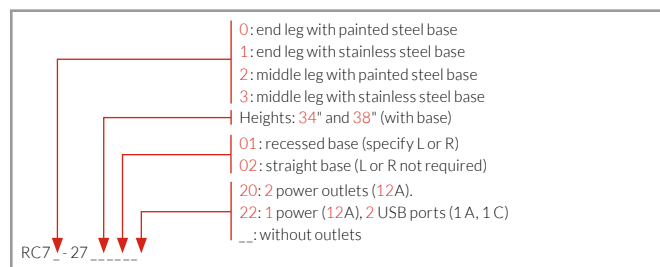 0: end leg with painted steel base
1: end leg with stainless steel base
2: middle leg with painted steel base
3: middle leg with stainless steel base
Heights: 34" and 38" (with base)
01: recessed base (specify L or R)
02: straight base (L or R not required)
20: 2 power outlets (12A).
22: 1 power (12A), 2 USB ports (1 A, 1 C)
__: without outlets
RC7_-27______